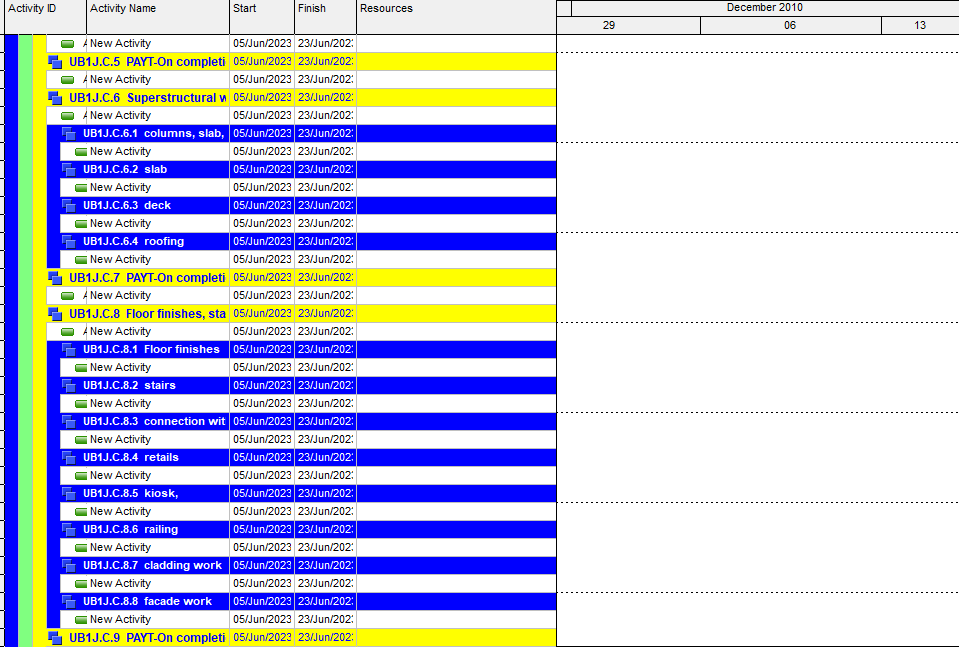 Activity ID Activity Name Start Finish Resources December 2010
29 06 13
A New Activity 05/Jun/2023 23/Jun/202
UB1J.C.5 PAYT-On completi 05/Jun/2023 23/Jun/202
A New Activity 05/Jun/2023 23/Jun/202
UB1J.C.6 Superstructural w 05/Jun/2023 23/Jun/202
A New Activity 05/Jun/2023 23/Jun/202
UB1J.C.6.1 columns, slab, 05/Jun/2023 23/Jun/202
New Activity 05/Jun/2023 23/Jun/202
UB1J.C.6.2 slab 05/Jun/2023 23/Jun/202
New Activity 05/Jun/2023 23/Jun/202
UB1J.C.6.3 deck 05/Jun/2023 23/Jun/202
New Activity 05/Jun/2023 23/Jun/202
UB1J.C.6.4 roofing 05/Jun/2023 23/Jun/202
New Activity 05/Jun/2023 23/Jun/202
UB1J.C.7 PAYT-On completi 05/Jun/2023 23/Jun/202
A New Activity 05/Jun/2023 23/Jun/202
UB1J.C.8 Floor finishes, sta 05/Jun/2023 23/Jun/202
A New Activity 05/Jun/2023 23/Jun/202
UB1J.C.8.1 Floor finishes 05/Jun/2023 23/Jun/202
New Activity 05/Jun/2023 23/Jun/202
UB1J.C.8.2 stairs 05/Jun/2023 23/Jun/202
New Activity 05/Jun/2023 23/Jun/202
UB1J.C.8.3 connection wit 05/Jun/2023 23/Jun/202
New Activity 05/Jun/2023 23/Jun/202
UB1J.C.8.4 retails 05/Jun/2023 23/Jun/202
New Activity 05/Jun/2023 23/Jun/202
UB1J.C.8.5 kiosk, 05/Jun/2023 23/Jun/202
New Activity 05/Jun/2023 23/Jun/202
UB1J.C.8.6 railing 05/Jun/2023 23/Jun/202
New Activity 05/Jun/2023 23/Jun/202
UB1J.C.8.7 cladding work 05/Jun/2023 23/Jun/202
New Activity 05/Jun/2023 23/Jun/202
UB1J.C.8.8 facade work 05/Jun/2023 23/Jun/202
New Activity 05/Jun/2023 23/Jun/202
UB1J.C.9 PAYT-On completi 05/Jun/2023 23/Jun/202